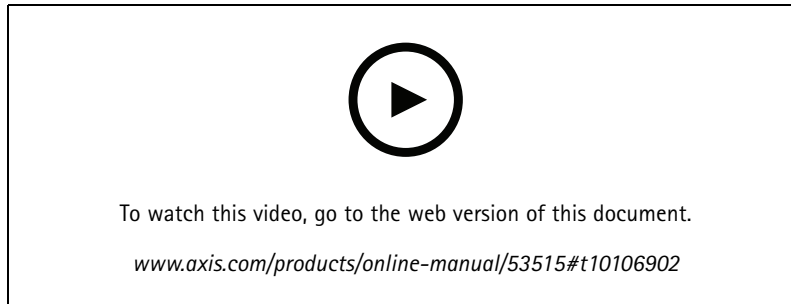 To watch this video, go to the web version of this document.
www.axis.com/products/online-manual/53515#t10106902